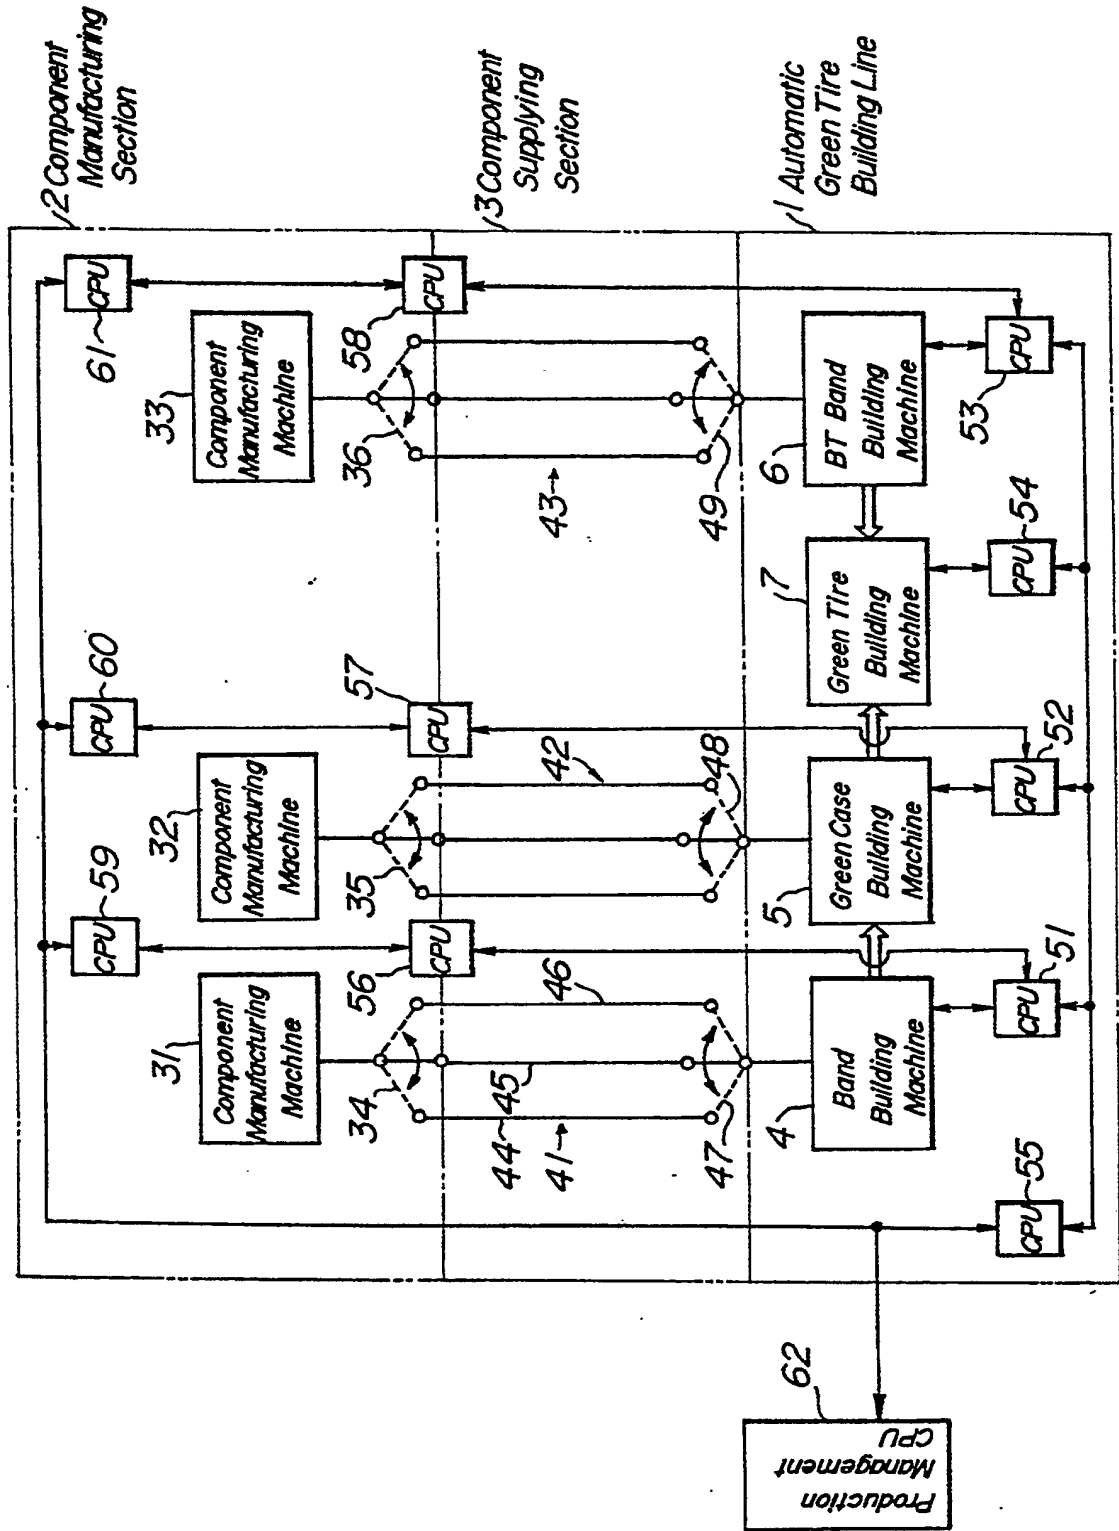 2 Component
Manufacturing
Section
3 Component
Supplying
Section
1 Automatic
Green Tire
Building Line
59
CPU
60
CPU
61
CPU
31
Component
Manufacturing
Machine
32
Component
Manufacturing
Machine
33
Component
Manufacturing
Machine
34
35
36
56
CPU
57
CPU
58
CPU
44
45
46
41
42
43
47
48
49
4
Band
Building
Machine
5
Green Case
Building
Machine
7
Green Tire
Building
Machine
6
BT Band
Building
Machine
55
CPU
51
CPU
52
CPU
54
CPU
53
CPU
62
Production
Management
CPU